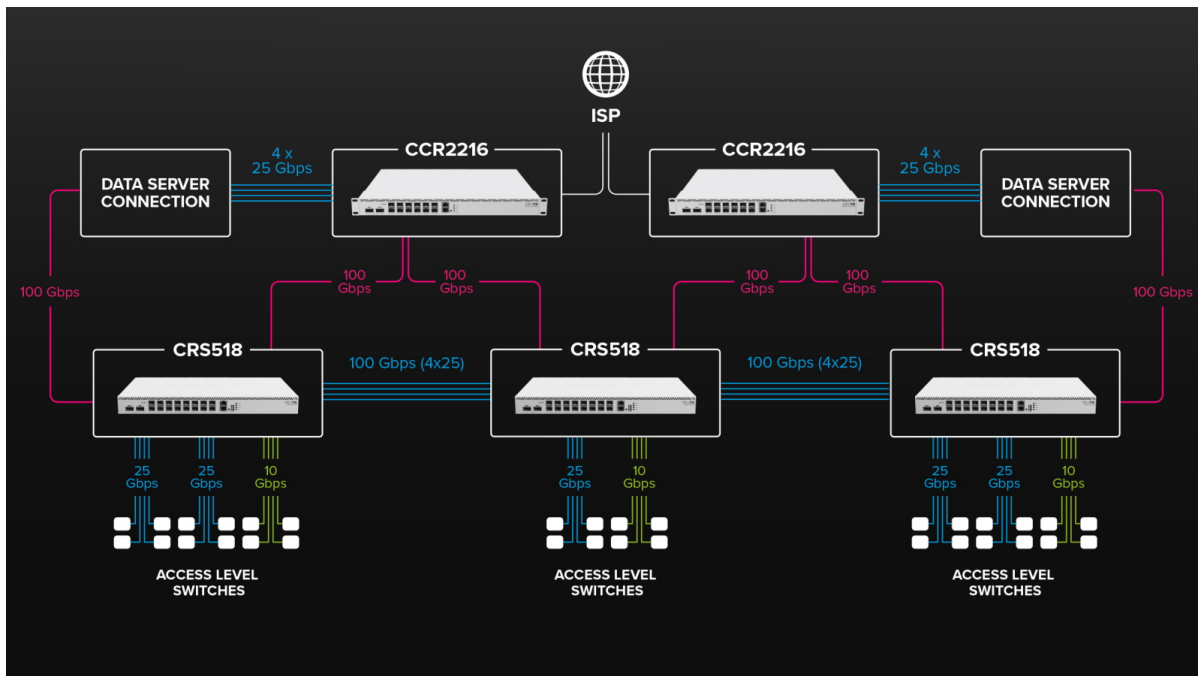 ISP
CCR2216
CCR2216
4 x
25 Gbps
4 x
25 Gbps
DATA SERVER
CONNECTION
DATA SERVER
CONNECTION
100 Gbps
100
Gbps
100
Gbps
100
Gbps
100
Gbps
100 Gbps
CRS518
CRS518
CRS518
100 Gbps (4x25)
100 Gbps (4x25)
25
Gbps
25
Gbps
10
Gbps
25
Gbps
10
Gbps
25
Gbps
25
Gbps
10
Gbps
ACCESS LEVEL
SWITCHES
ACCESS LEVEL
SWITCHES
ACCESS LEVEL
SWITCHES